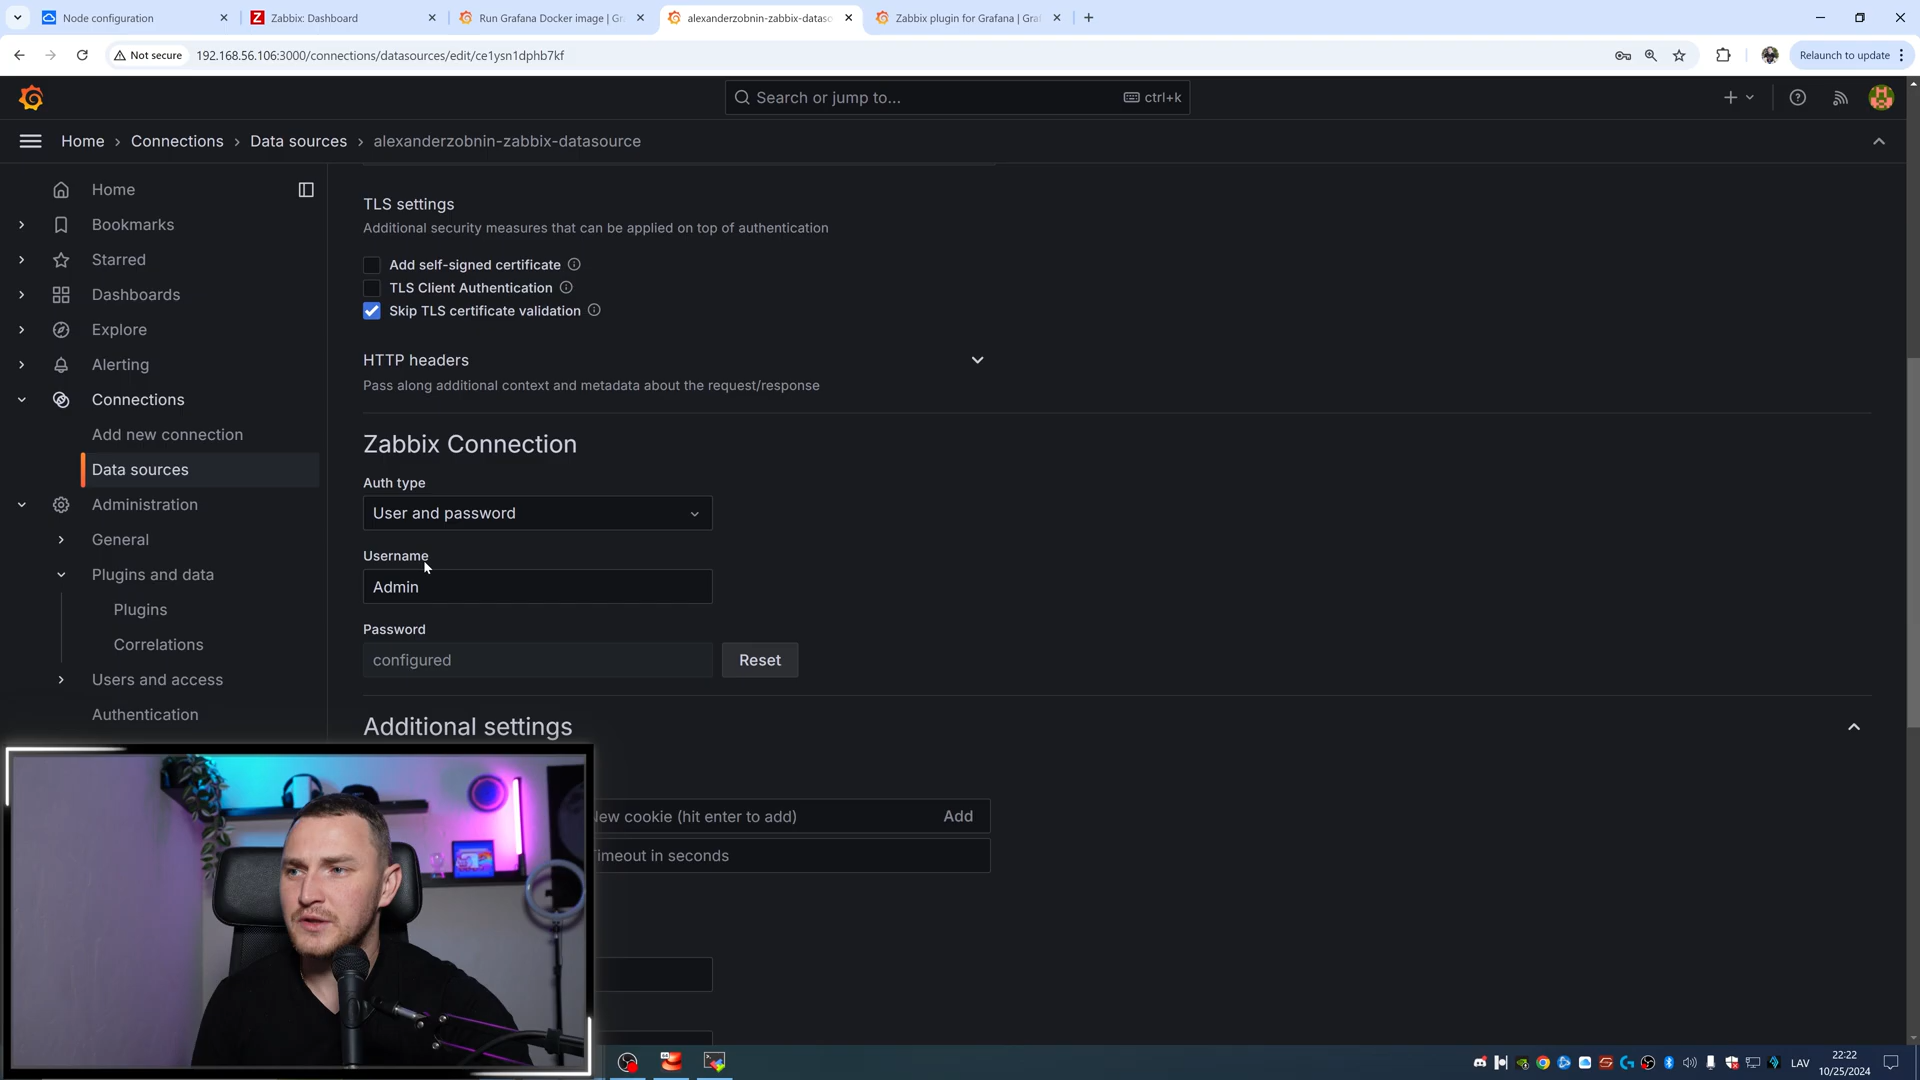 Node configuration
Zabbix: Dashboard
Run Grafana Docker image | Gr
alexanderzobnin-zabbix-dataso
Zabbix plugin for Grafana | Gra
Not secure
192.168.56.106:3000/connections/datasources/edit/ce1ysn1dphb7kf
Relaunch to update
Search or jump to...
ctrl+k
Home › Connections › Data sources › alexanderzobnin-zabbix-datasource
Home
Bookmarks
Starred
Dashboards
Explore
Alerting
Connections
Add new connection
Data sources
Administration
General
Plugins and data
Plugins
Correlations
Users and access
Authentication
TLS settings
Additional security measures that can be applied on top of authentication
Add self-signed certificate
TLS Client Authentication
Skip TLS certificate validation
HTTP headers
Pass along additional context and metadata about the request/response
Zabbix Connection
Auth type
User and password
Username
Admin
Password
configured
Reset
Additional settings
New cookie (hit enter to add)
Add
Timeout in seconds
LAV
22:22
10/25/2024